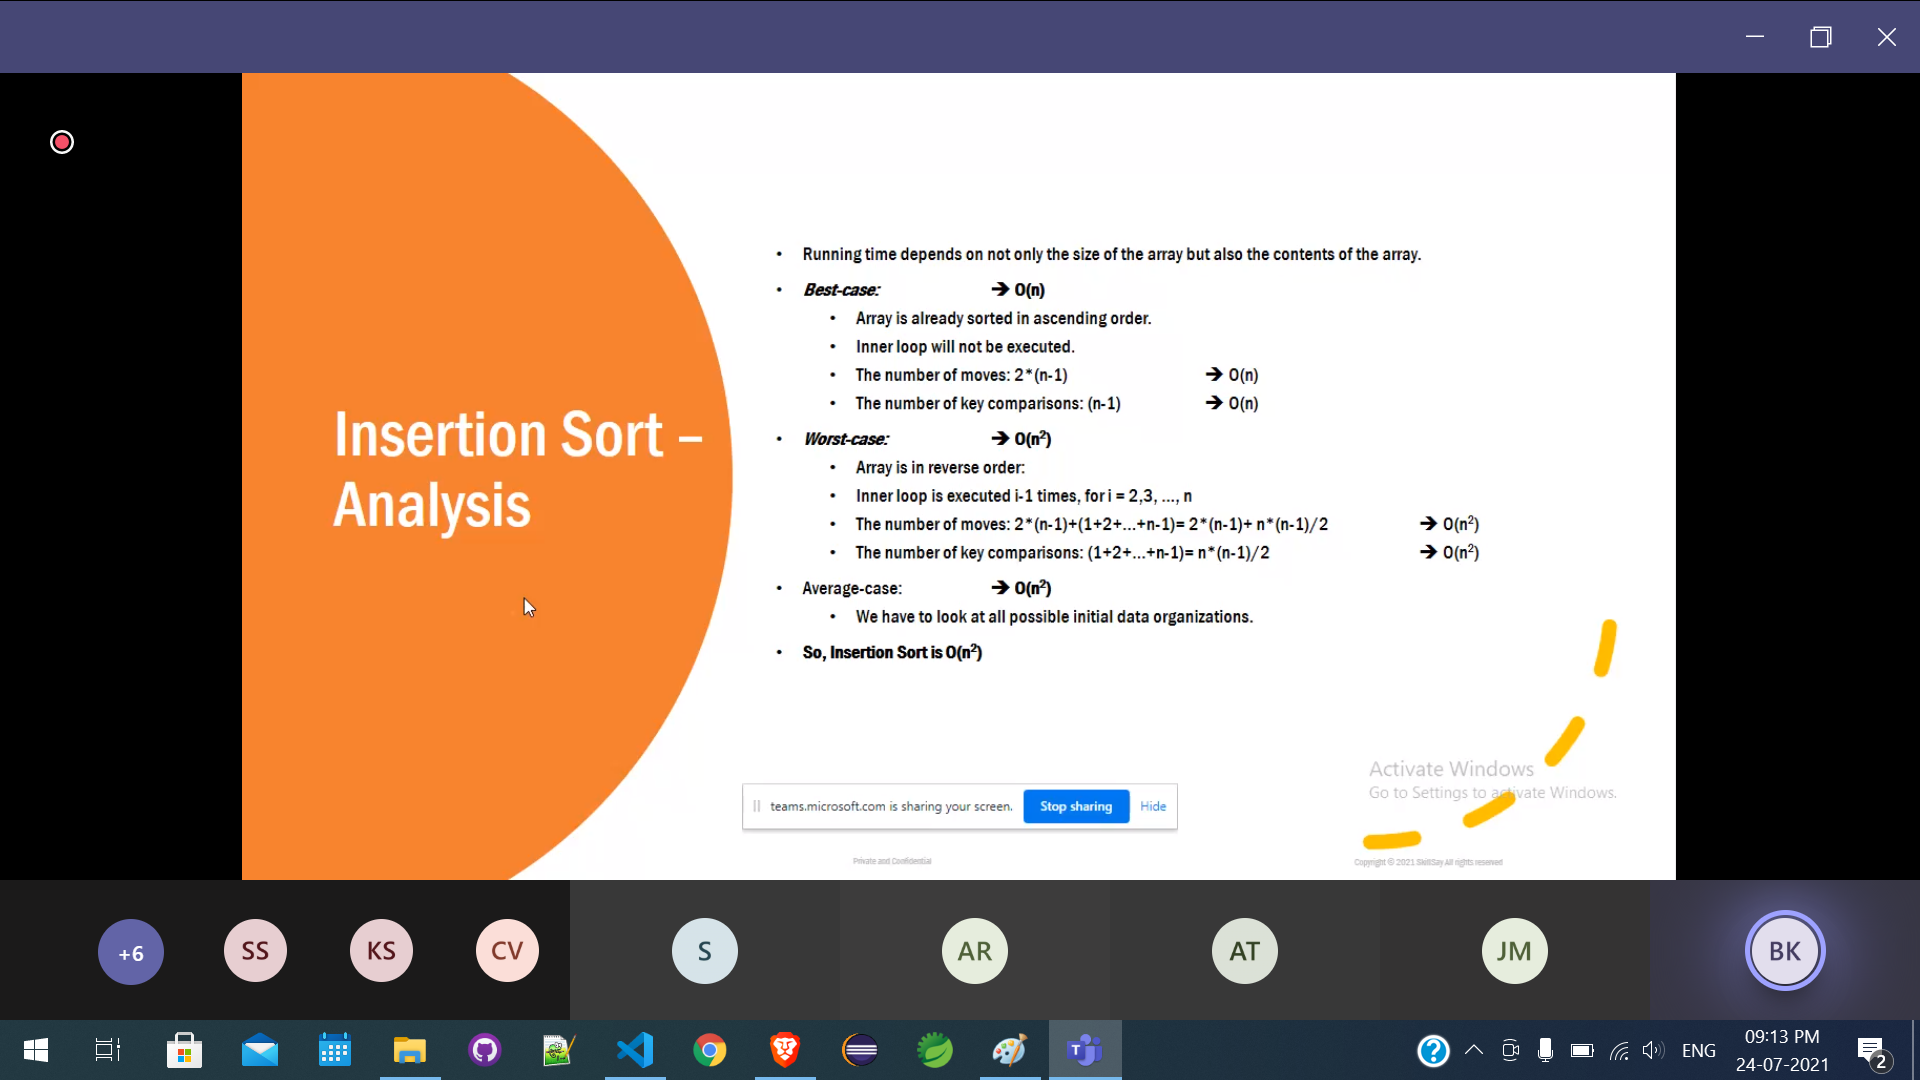 Insertion Sort –
Analysis
• Running time depends on not only the size of the array but also the contents of the array.
• Best-case: ➔ O(n)
• Array is already sorted in ascending order.
• Inner loop will not be executed.
• The number of moves: 2*(n-1) ➔ O(n)
• The number of key comparisons: (n-1) ➔ O(n)
• Worst-case: ➔ O(n²)
• Array is in reverse order:
• Inner loop is executed i-1 times, for i = 2,3, ..., n
• The number of moves: 2*(n-1)+(1+2+...+n-1)= 2*(n-1)+ n*(n-1)/2 ➔ O(n²)
• The number of key comparisons: (1+2+...+n-1)= n*(n-1)/2 ➔ O(n²)
• Average-case: ➔ O(n²)
• We have to look at all possible initial data organizations.
• So, Insertion Sort is O(n²)
Activate Windows
Go to Settings to activate Windows.
teams.microsoft.com is sharing your screen. Stop sharing Hide
Private and Confidential
Copyright © 2021 SkillSay All rights reserved
+6 SS KS CV S AR AT JM BK
ENG
09:13 PM
24-07-2021
2